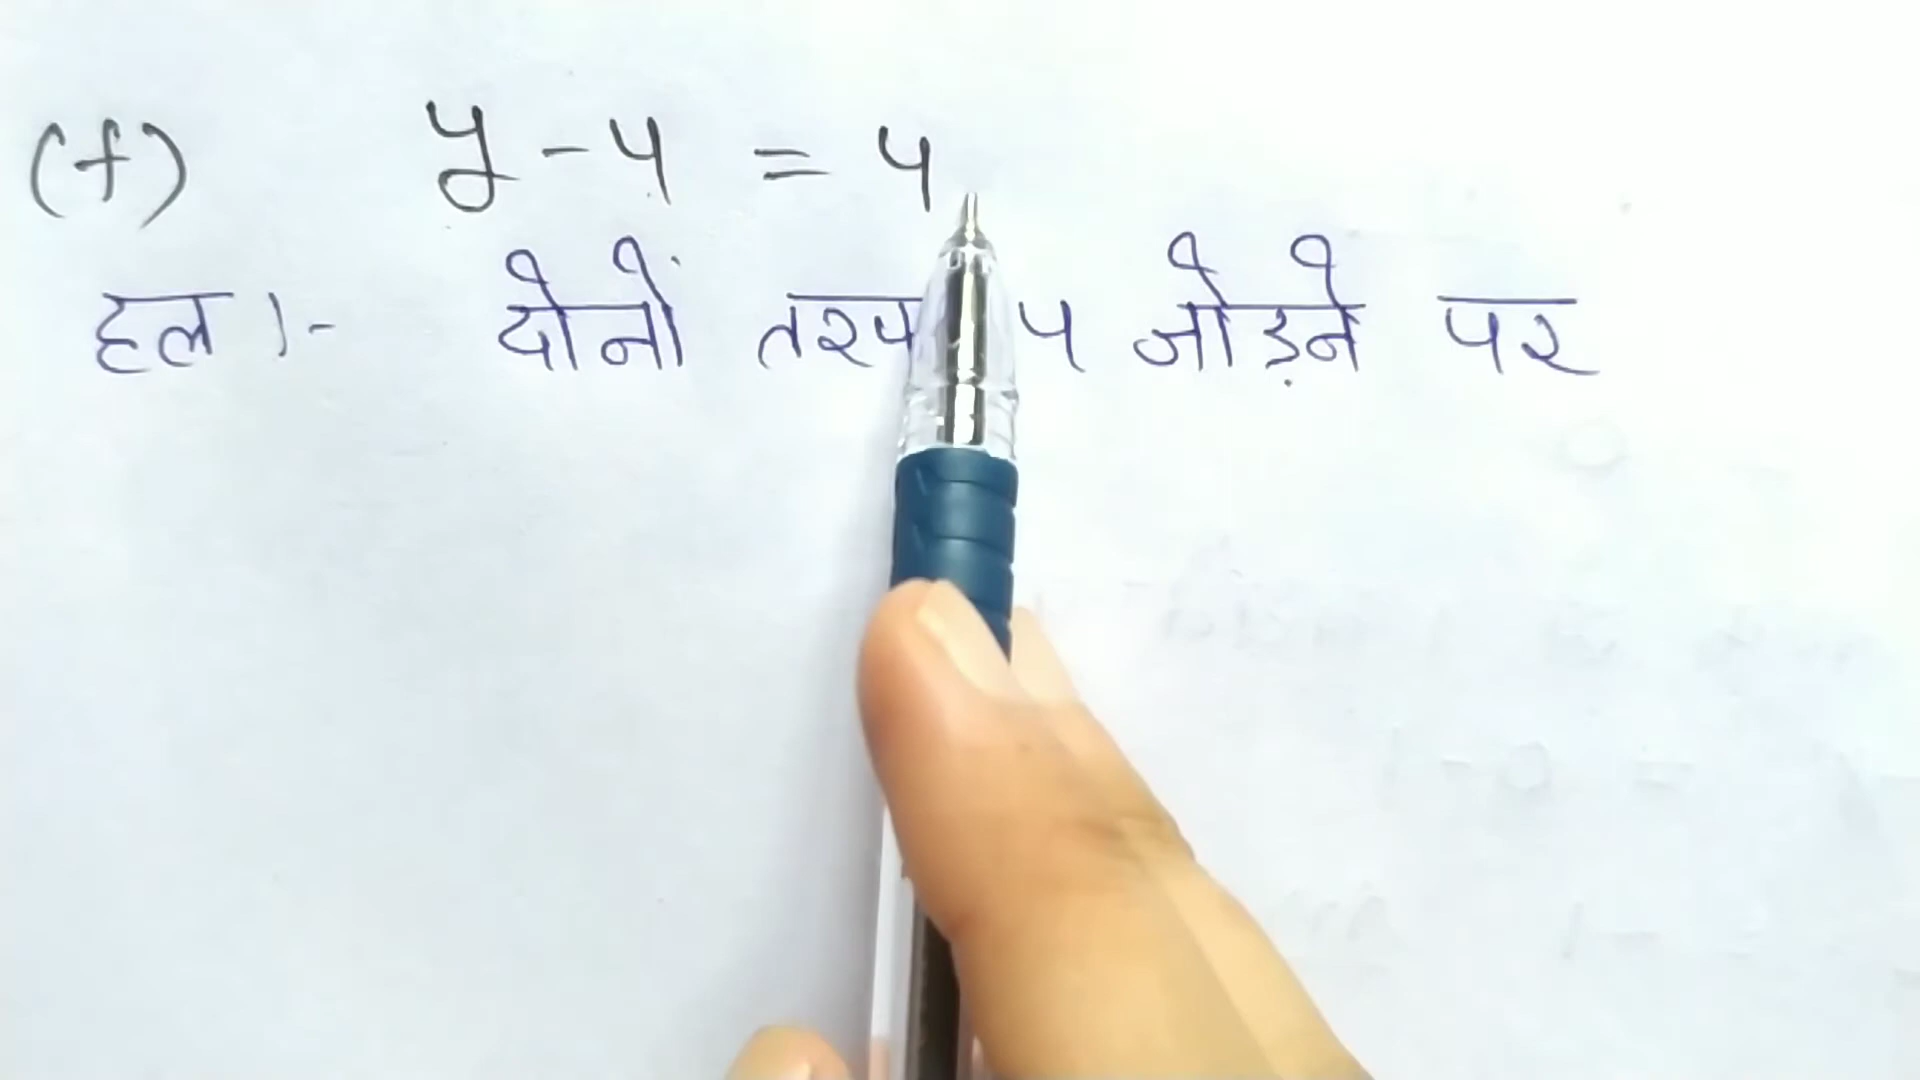 (f) y - 4 = 4
हल :- दोनों तरफ 4 जोड़ने पर